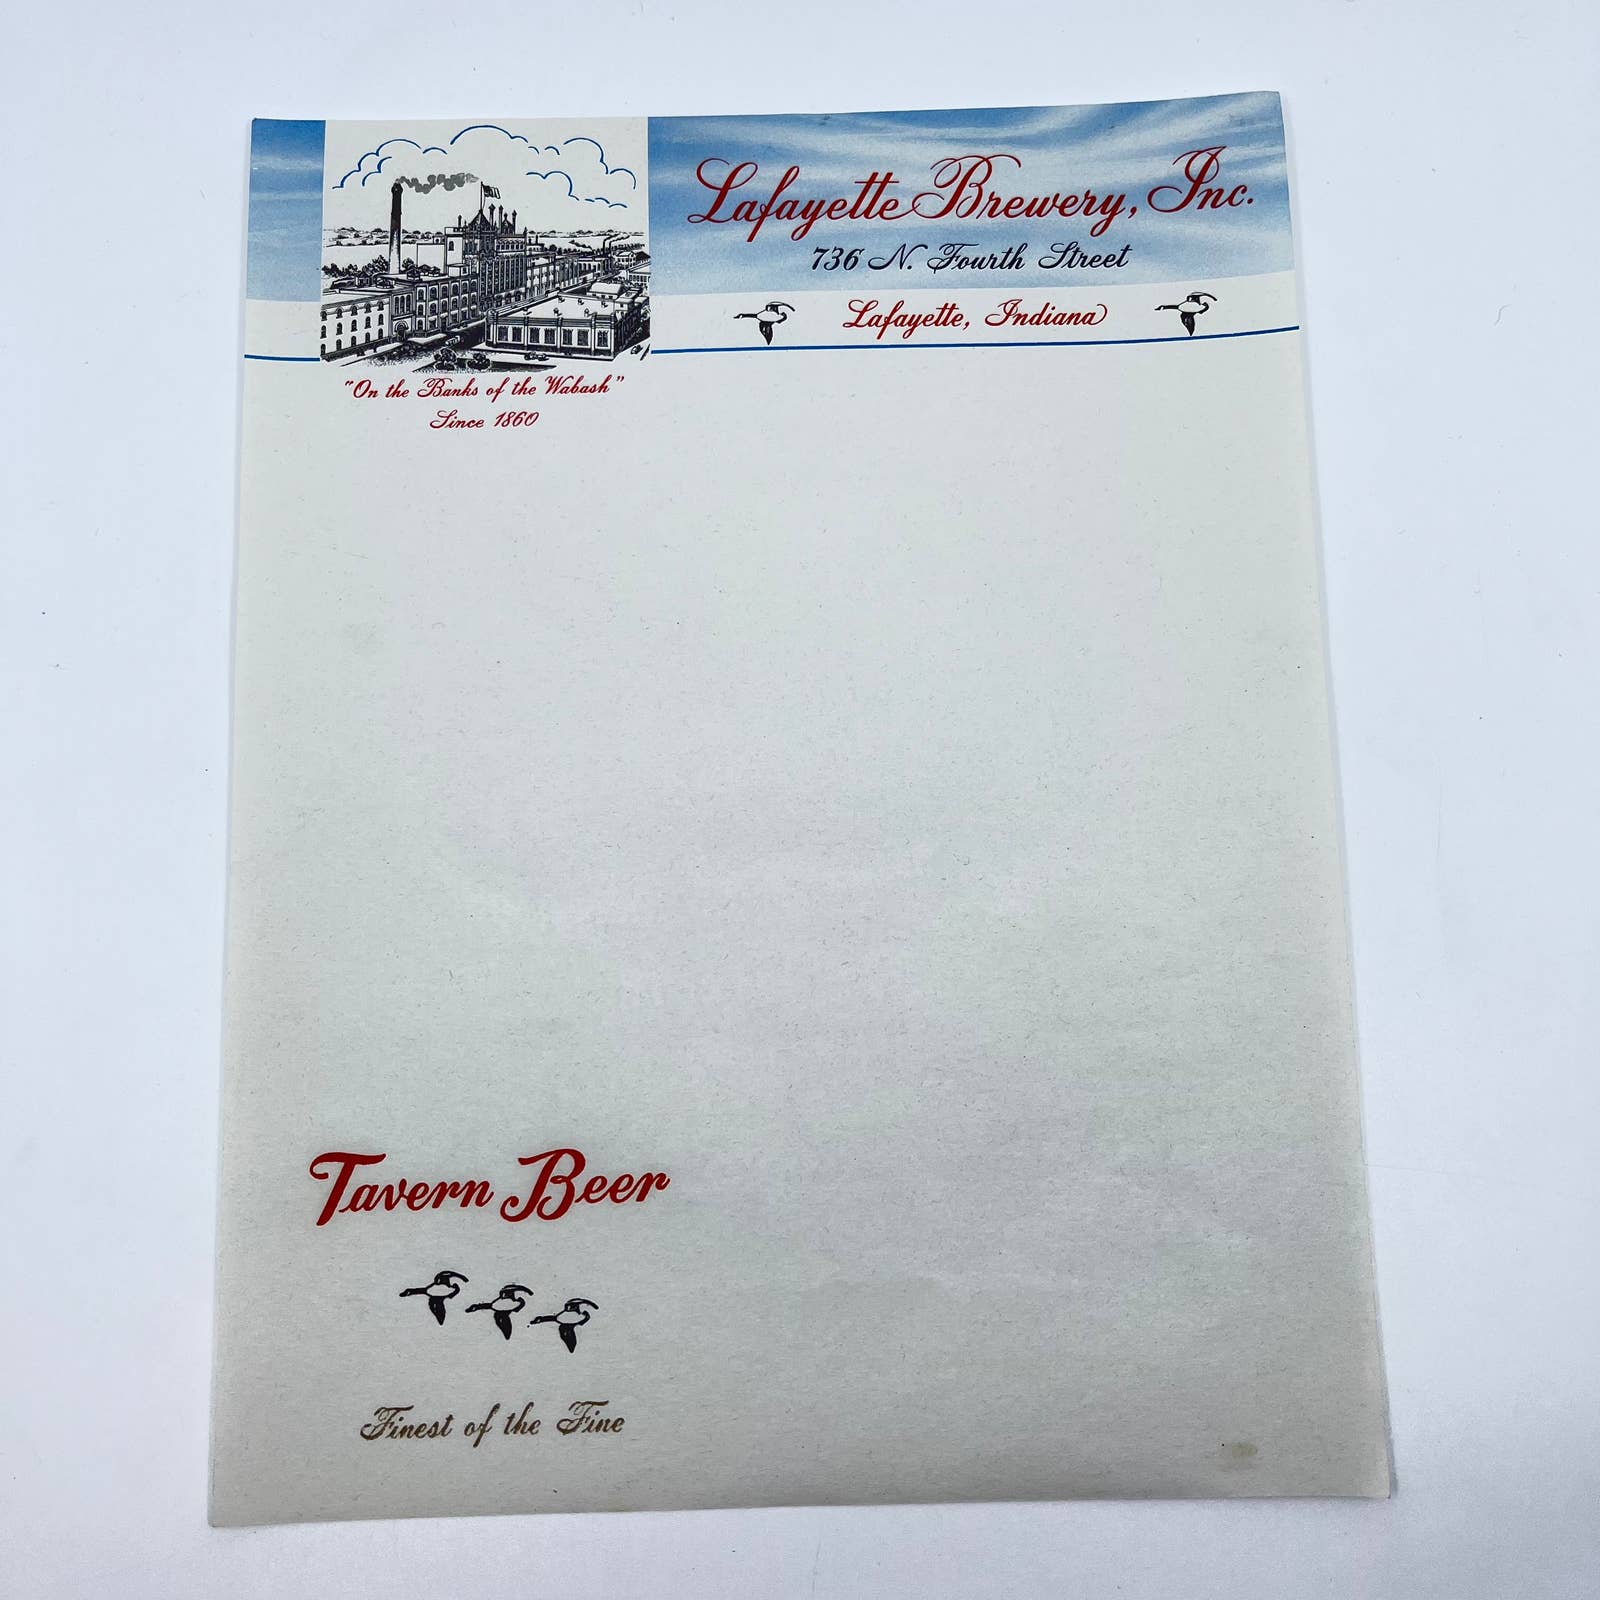 Lafayette Brewery, Inc.
736 N. Fourth Street
Lafayette, Indiana
"On the Banks of the Wabash"
Since 1860
Tavern Beer
Finest of the Fine